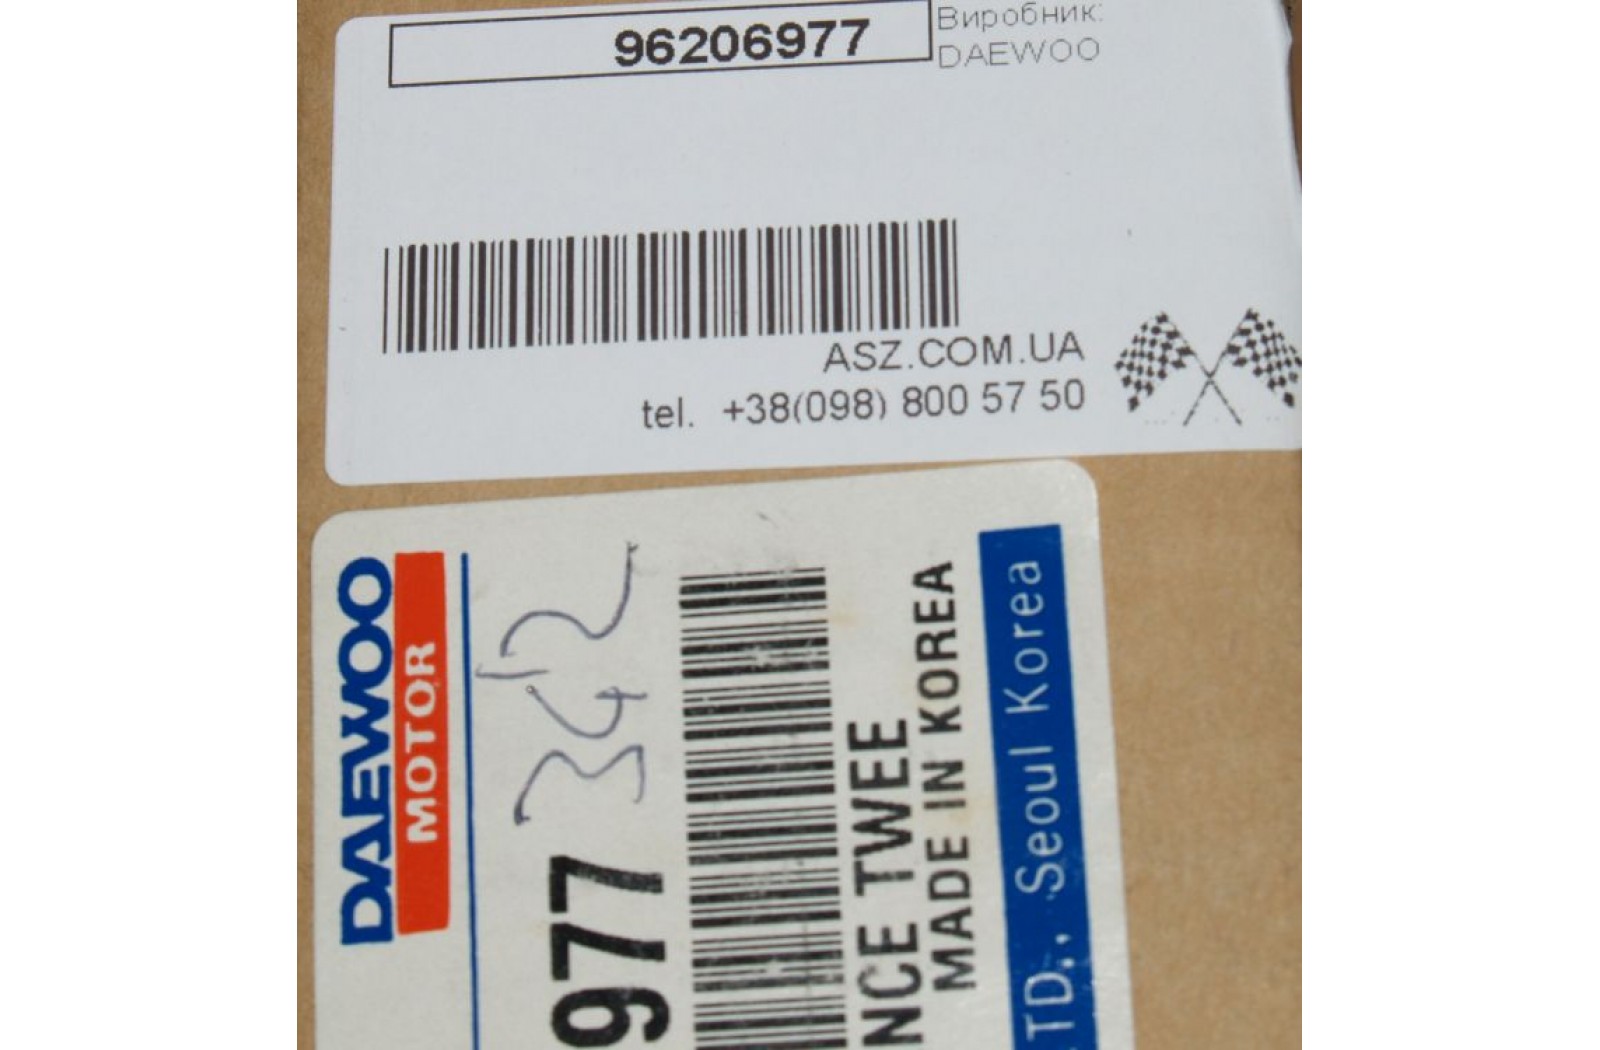 96206977
Виробник:
DAEWOO
ASZ.COM.UA
tel. +38(098) 800 57 50
DAEWOO
MOTOR
977 342
NCE TWEE
MADE IN KOREA
TD., Seoul Korea